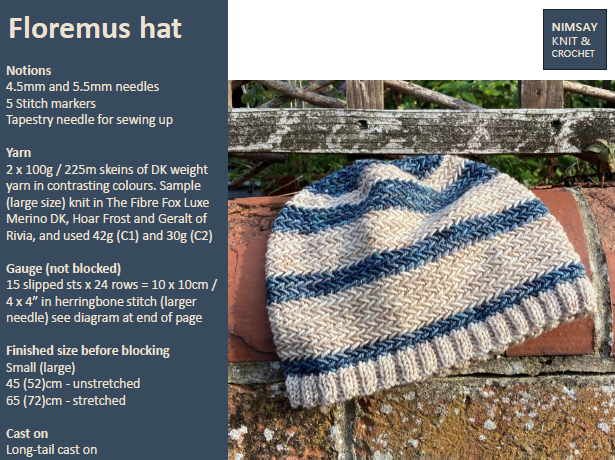 Floremus hat
NIMSAY
KNIT &
CROCHET
Notions
4.5mm and 5.5mm needles
5 Stitch markers
Tapestry needle for sewing up
Yarn
2 x 100g / 225m skeins of DK weight
yarn in contrasting colours. Sample
(large size) knit in The Fibre Fox Luxe
Merino DK, Hoar Frost and Geralt of
Rivia, and used 42g (C1) and 30g (C2)
Gauge (not blocked)
15 slipped sts x 24 rows = 10 x 10cm /
4 x 4” in herringbone stitch (larger
needle) see diagram at end of page
Finished size before blocking
Small (large)
45 (52)cm - unstretched
65 (72)cm - stretched
Cast on
Long-tail cast on